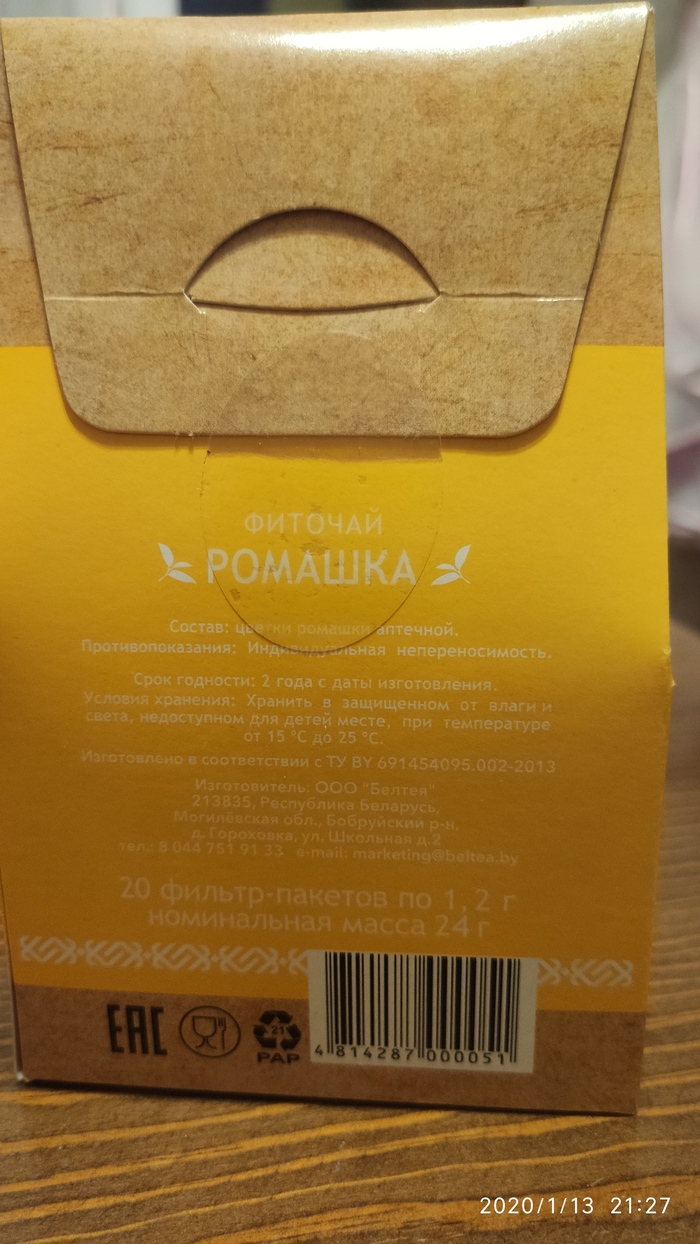 ФИТОЧАЙ
РОМАШКА
Состав: цветки ромашки аптечной.
Противопоказания: Индивидуальная непереносимость.
Срок годности: 2 года с даты изготовления.
Условия хранения: Хранить в защищенном от влаги и
света, недоступном для детей месте, при температуре
от 15 °С до 25 °С.
Изготовлено в соответствии с ТУ BY 691454095.002-2013
Изготовитель: ООО "Белтея"
213835, Республика Беларусь,
Могилёвская обл., Бобруйский р-н,
д. Гороховка, ул. Школьная д.2
тел.: 8 044 751 91 33 e-mail: marketing@beltea.by
20 фильтр-пакетов по 1,2 г
номинальная масса 24 г
EAC
21
PAP
4 814287 000051
2020/1/13 21:27